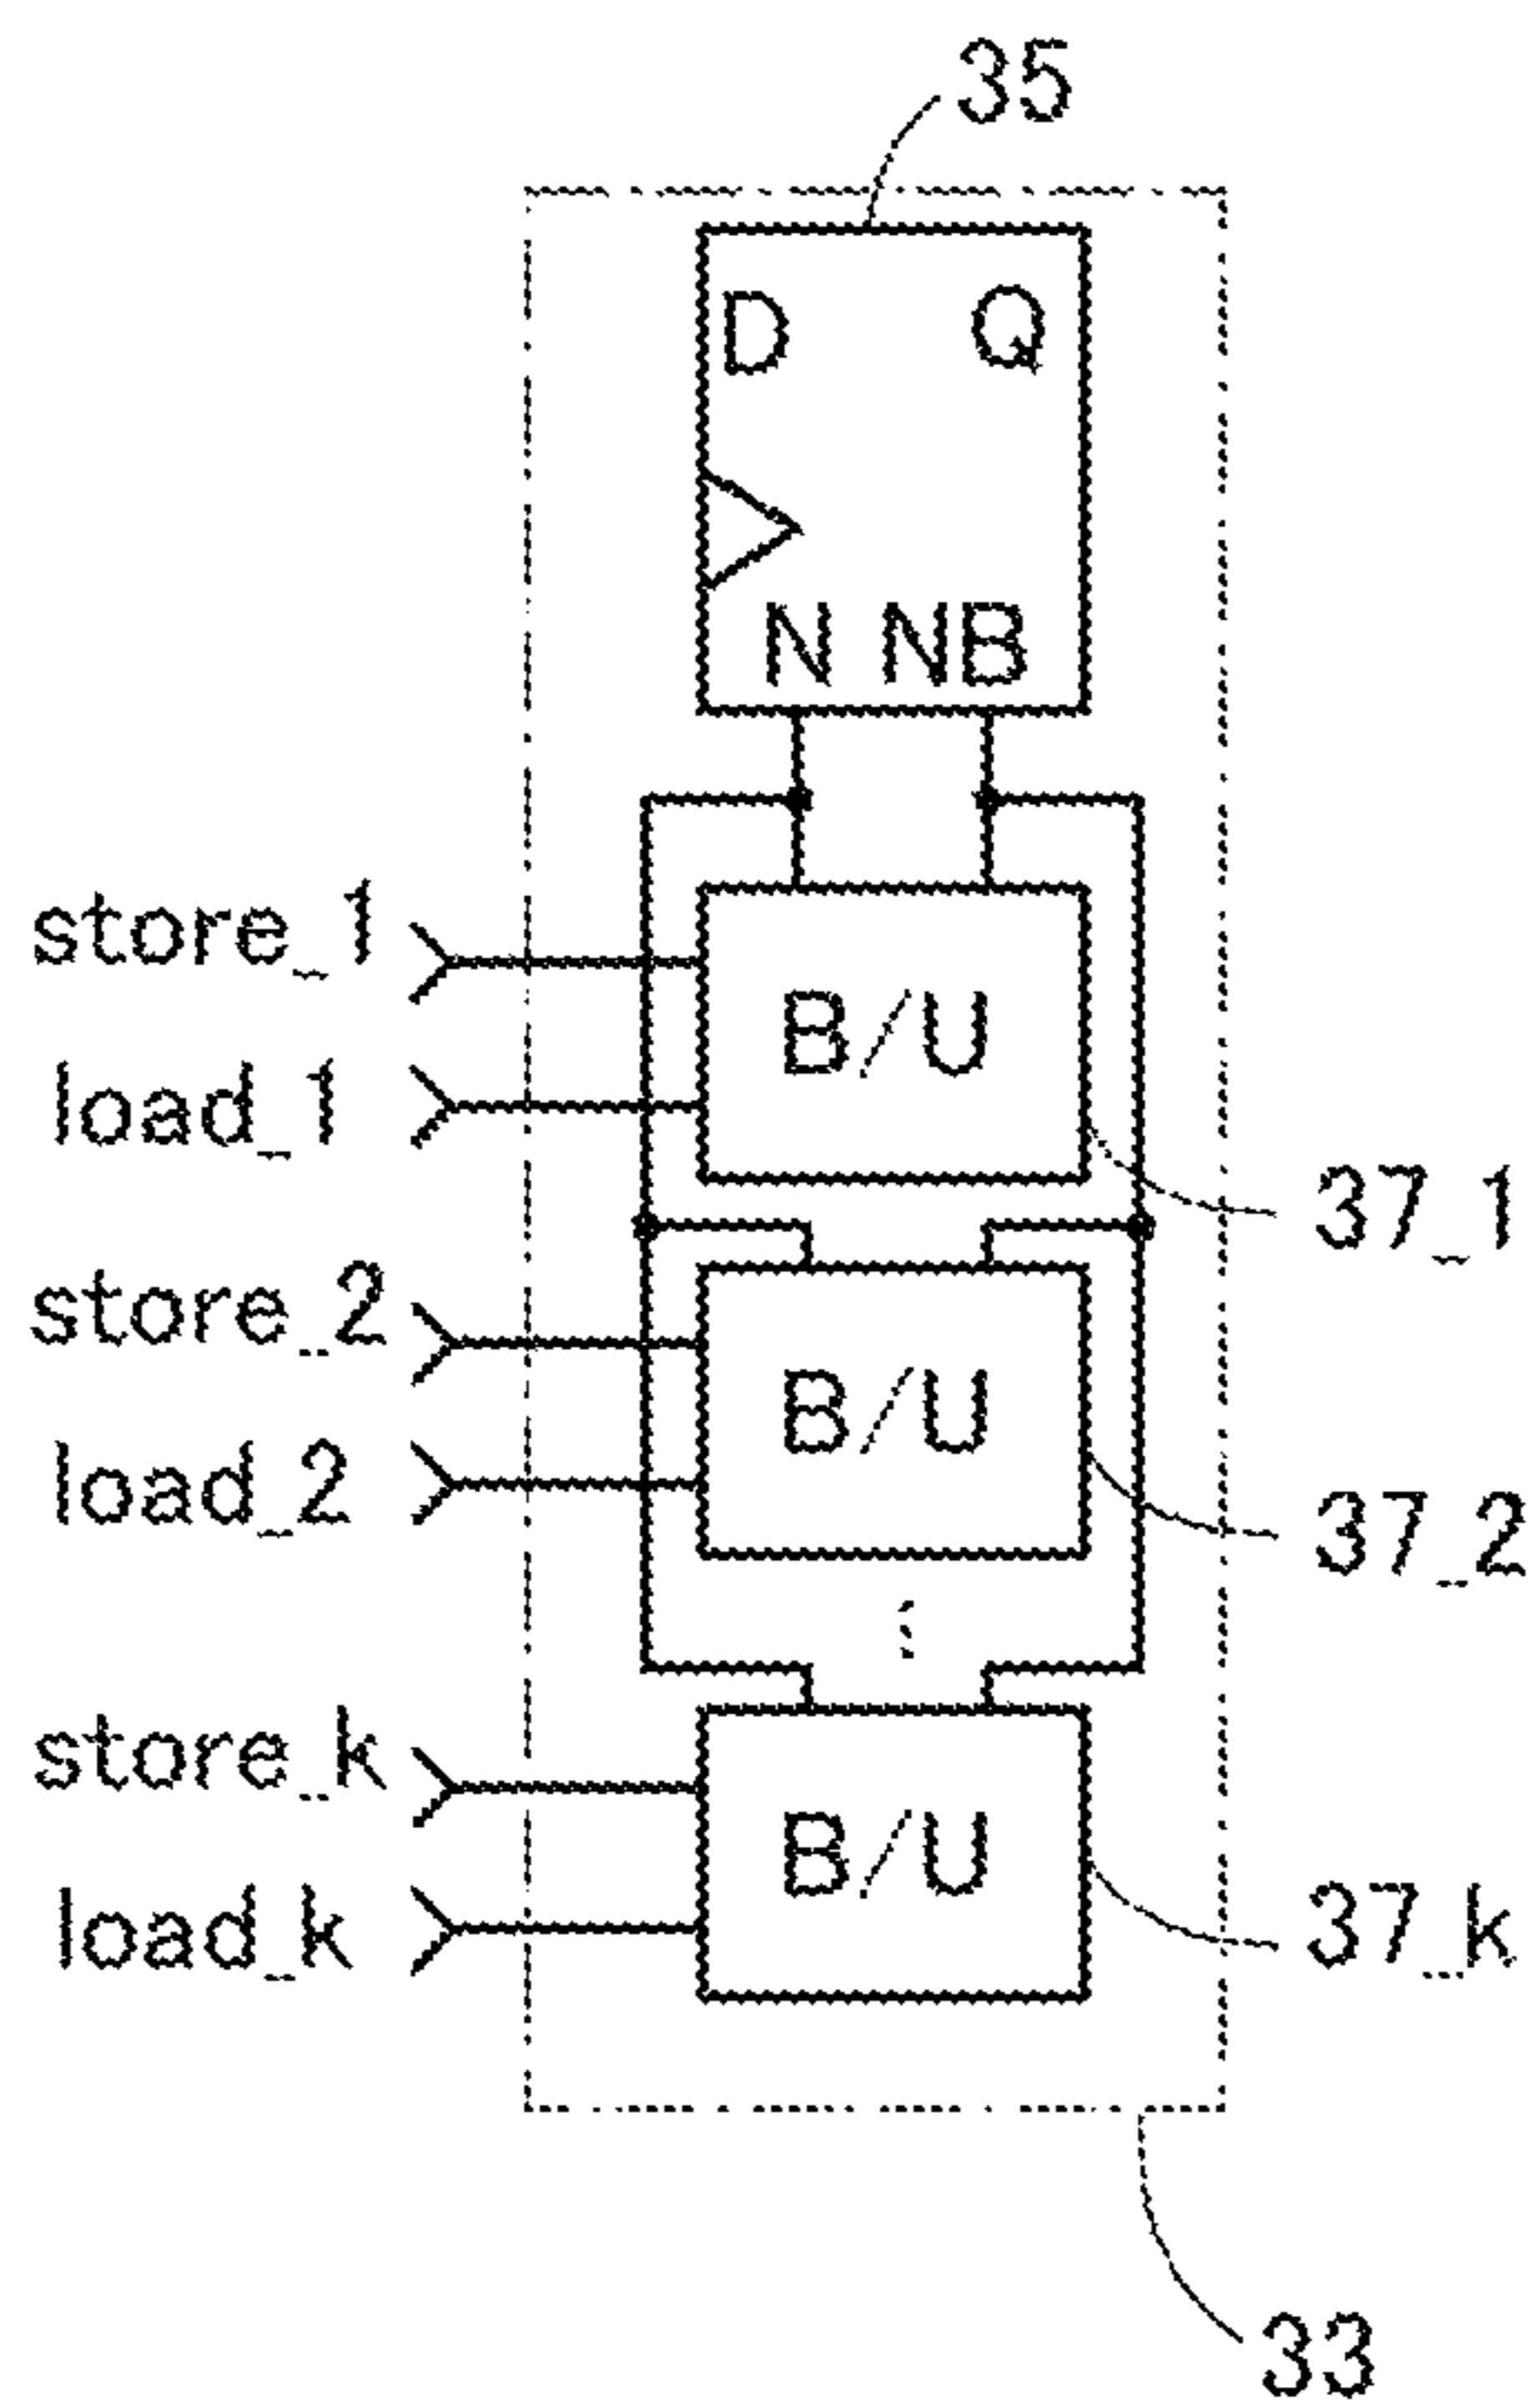 35
D Q
N NB
store_1
B/U
load_1
37_1
store_2
B/U
load_2
37_2
store_k
B/U
load_k
37_k
33